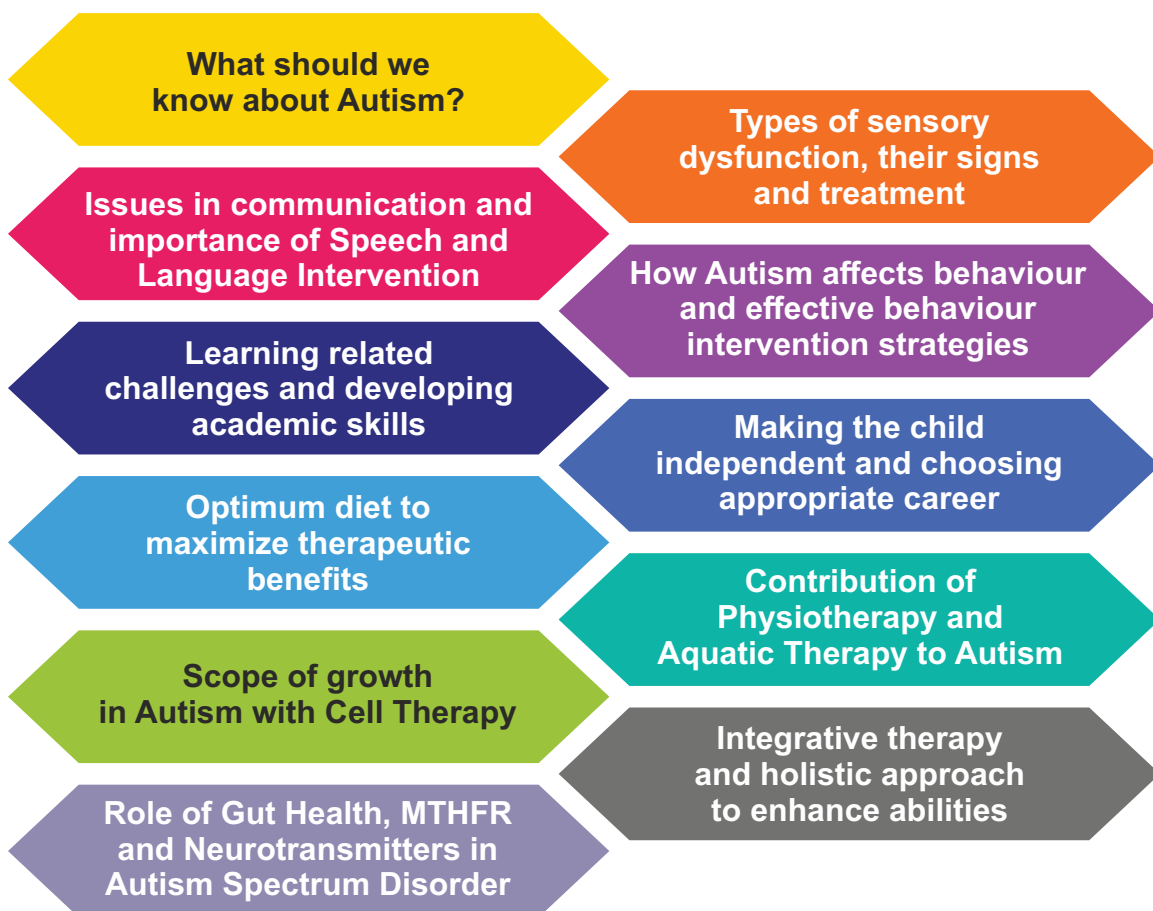 What should we
know about Autism?
Types of sensory
dysfunction, their signs
and treatment
Issues in communication and
importance of Speech and
Language Intervention
How Autism affects behaviour
and effective behaviour
intervention strategies
Learning related
challenges and developing
academic skills
Making the child
independent and choosing
appropriate career
Optimum diet to
maximize therapeutic
benefits
Contribution of
Physiotherapy and
Aquatic Therapy to Autism
Scope of growth
in Autism with Cell Therapy
Integrative therapy
and holistic approach
to enhance abilities
Role of Gut Health, MTHFR
and Neurotransmitters in
Autism Spectrum Disorder